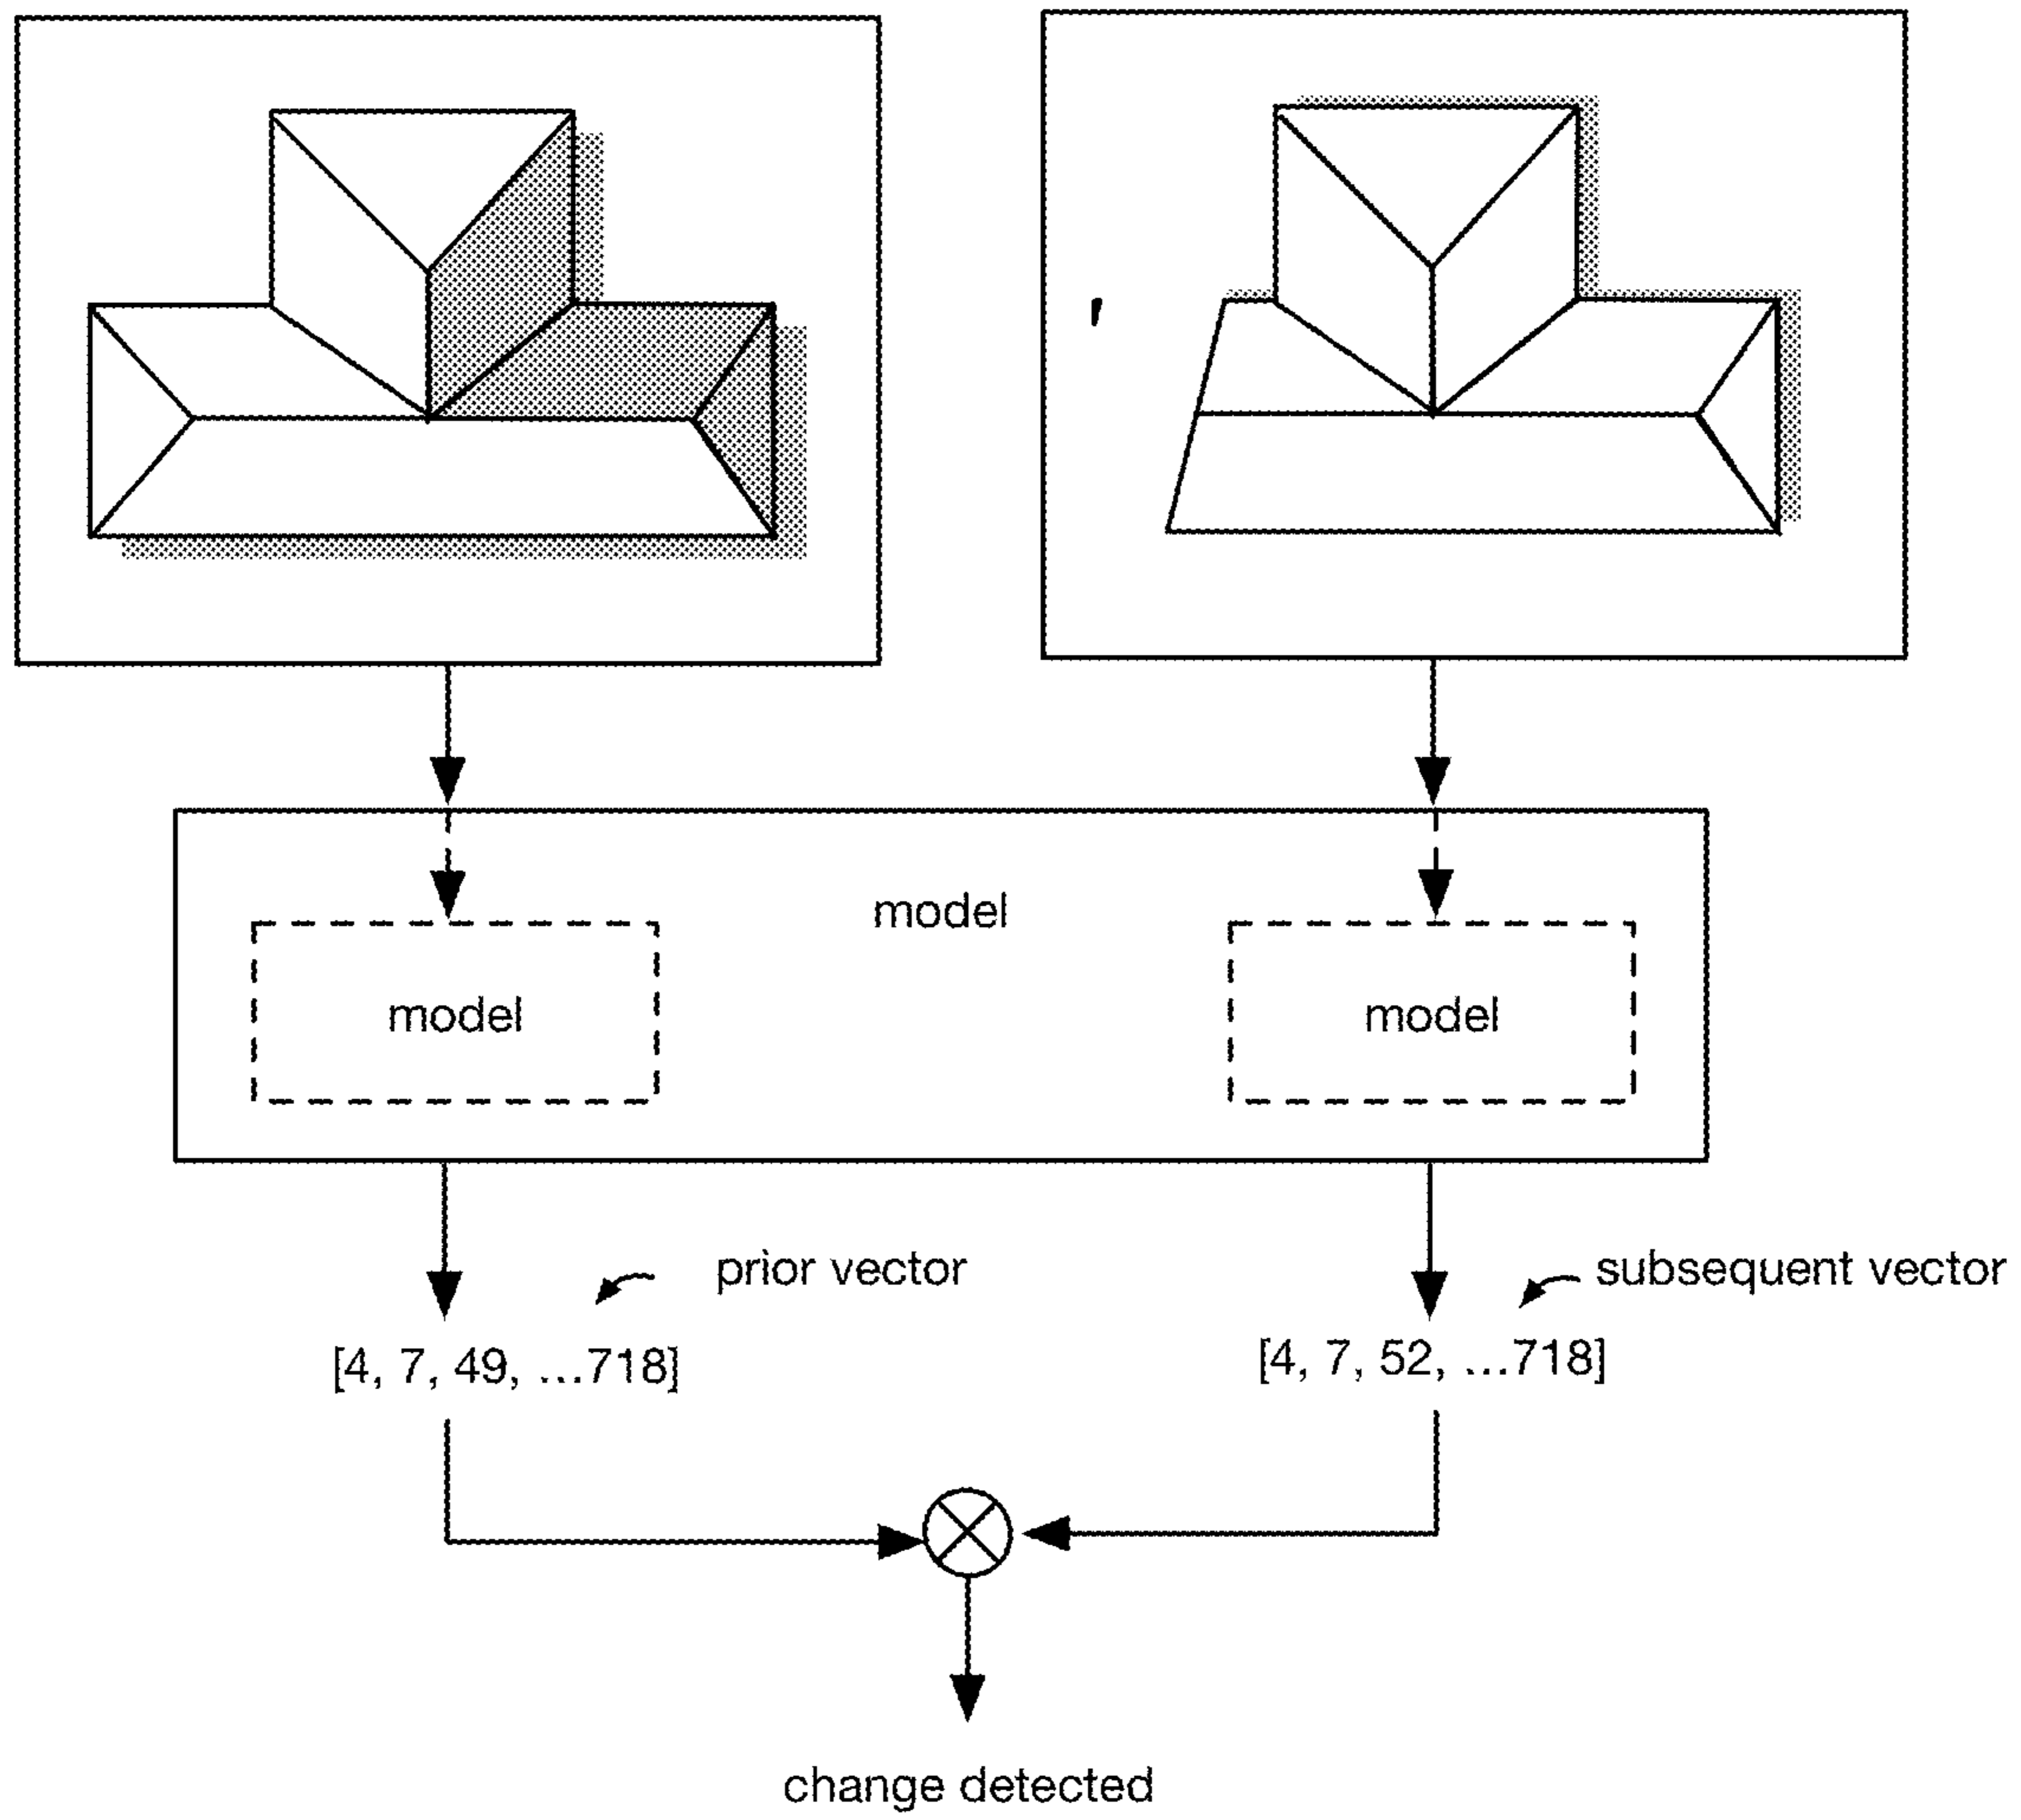 model
model
model
prior vector
subsequent vector
[4, 7, 49, ...718]
[4, 7, 52, ...718]
change detected